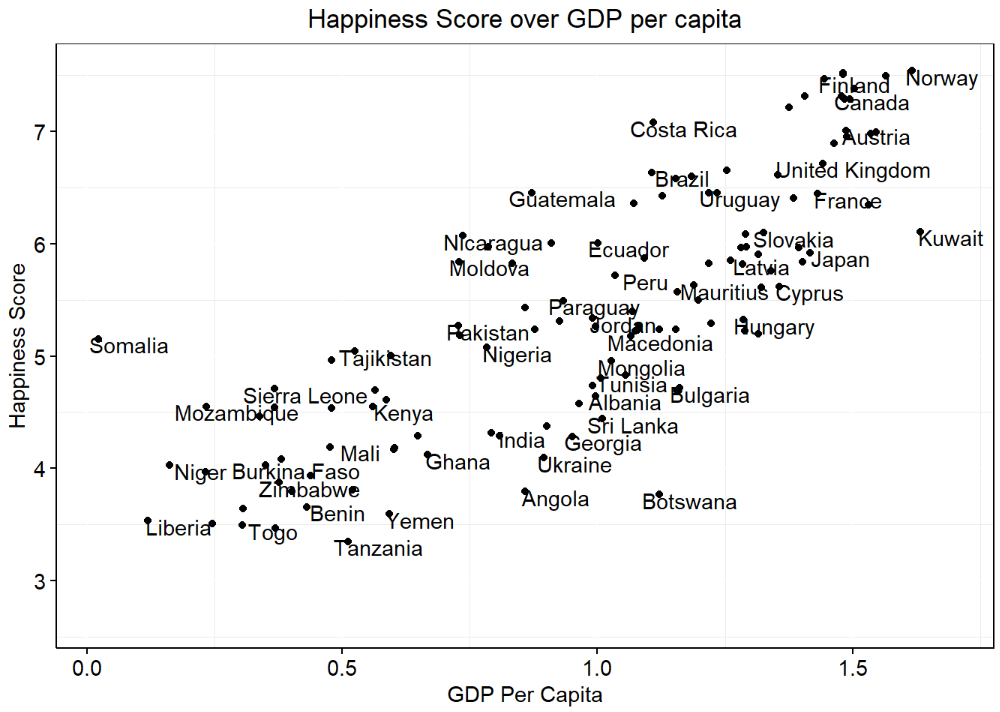 Happiness Score over GDP per capita
Norway
Finland
Canada
7
Costa Rica
Austria
United Kingdom
Brazil
Guatemala
Uruguay
France
Nicaragua
Slovakia
Kuwait
6
Ecuador
Moldova
Latvia
Japan
Peru
Mauritius
Cyprus
Paraguay
Pakistan
Jordan
Hungary
Somalia
Macedonia
5
Tajikistan
Nigeria
Mongolia
Tunisia
Sierra Leone
Bulgaria
Albania
Mozambique
Kenya
Sri Lanka
India
Georgia
Mali
4
Niger
Burkina Faso
Ghana
Ukraine
Zimbabwe
Angola
Botswana
Benin
Yemen
Liberia
Togo
Tanzania
3
Happiness Score
0.0
0.5
1.0
1.5
GDP Per Capita